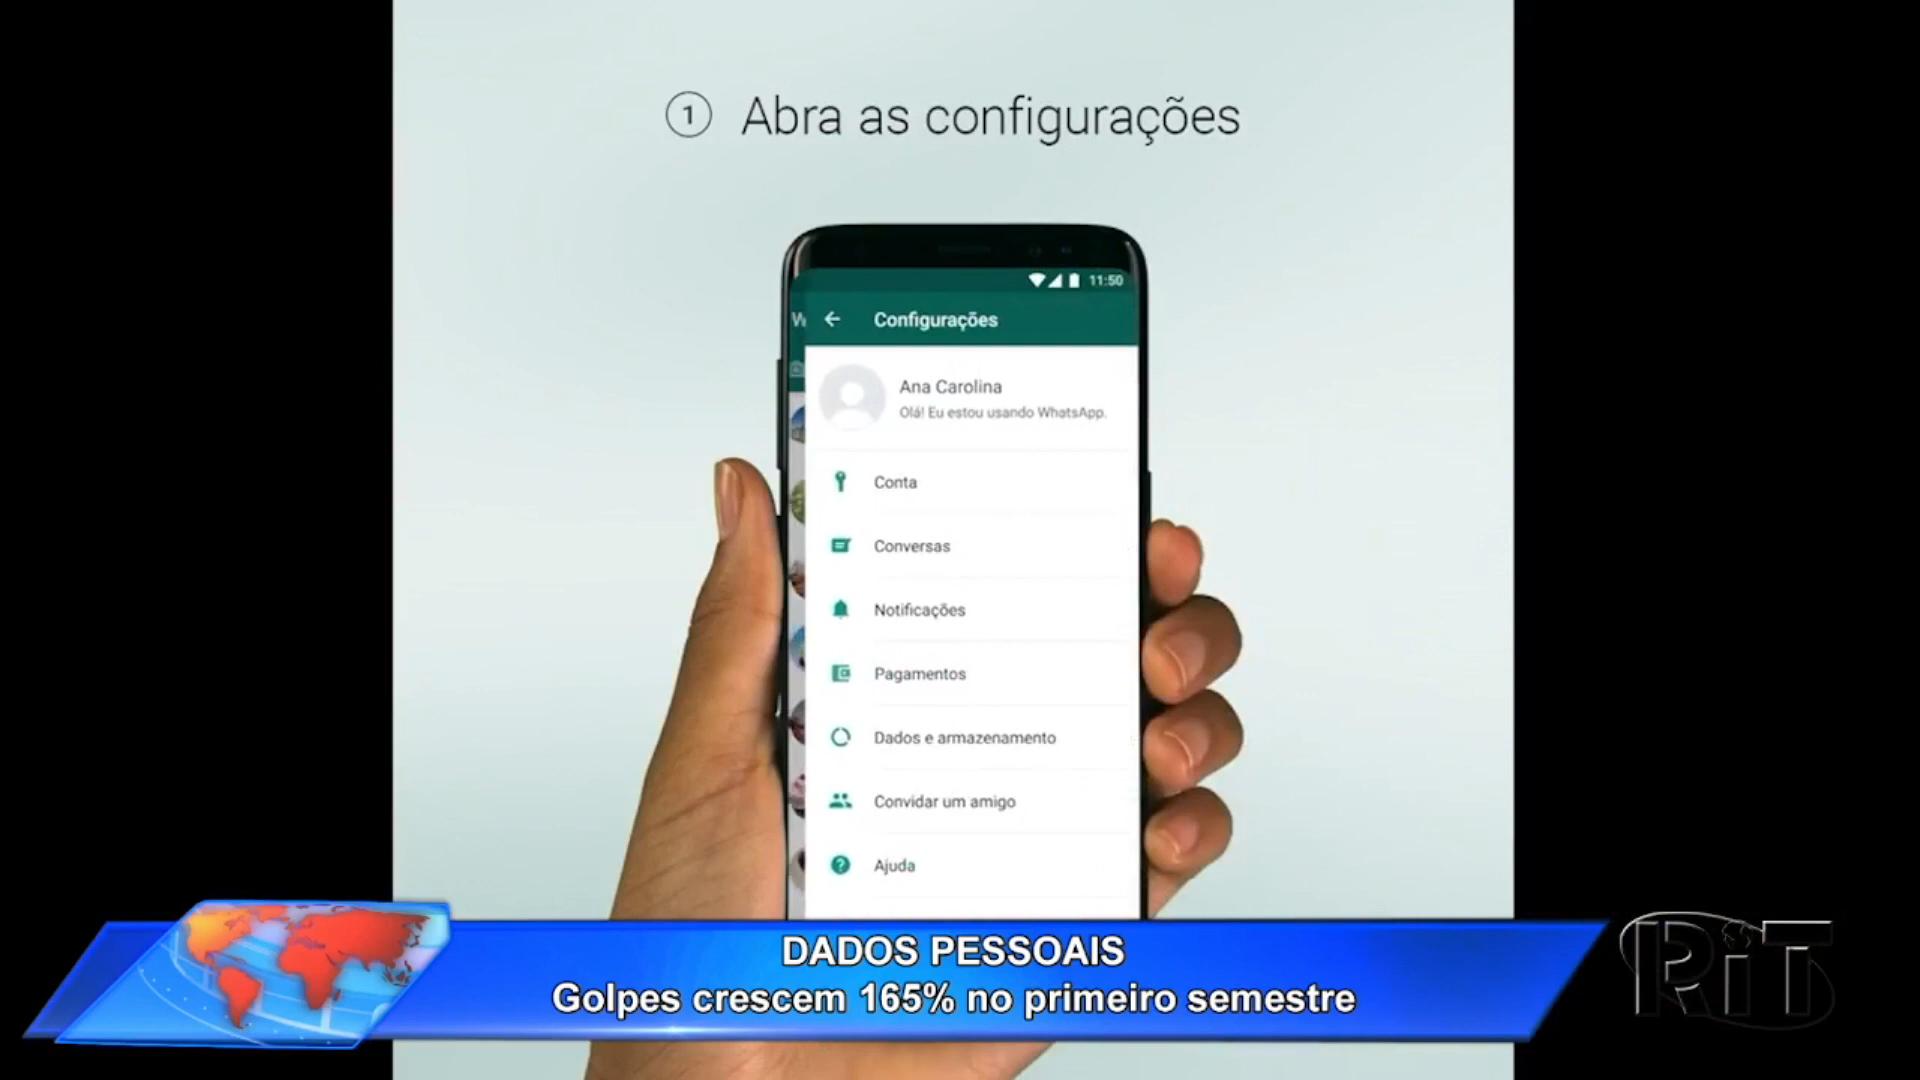 1 Abra as configurações
11:50
W
Configurações
Ana Carolina
Olá! Eu estou usando WhatsApp.
Conta
Conversas
Notificações
Pagamentos
Dados e armazenamento
Convidar um amigo
Ajuda
DADOS PESSOAIS
Golpes crescem 165% no primeiro semestre
RiT